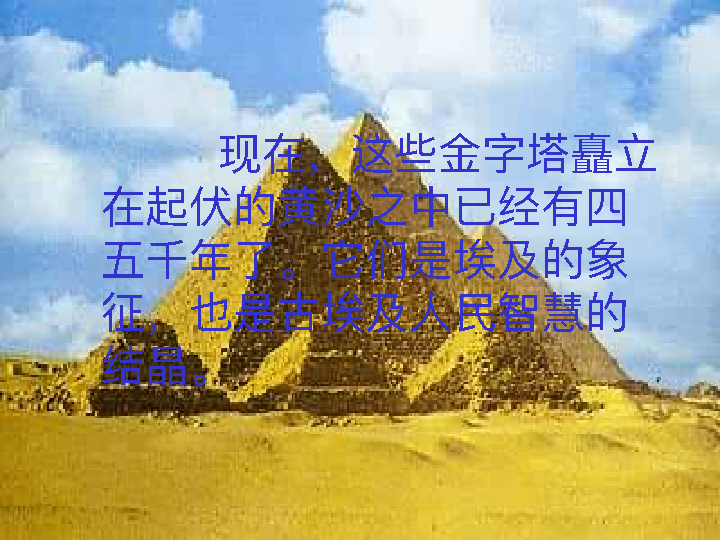 现在，这些金字塔矗立
在起伏的黄沙之中已经有四
五千年了。它们是埃及的象
征，也是古埃及人民智慧的
结晶。